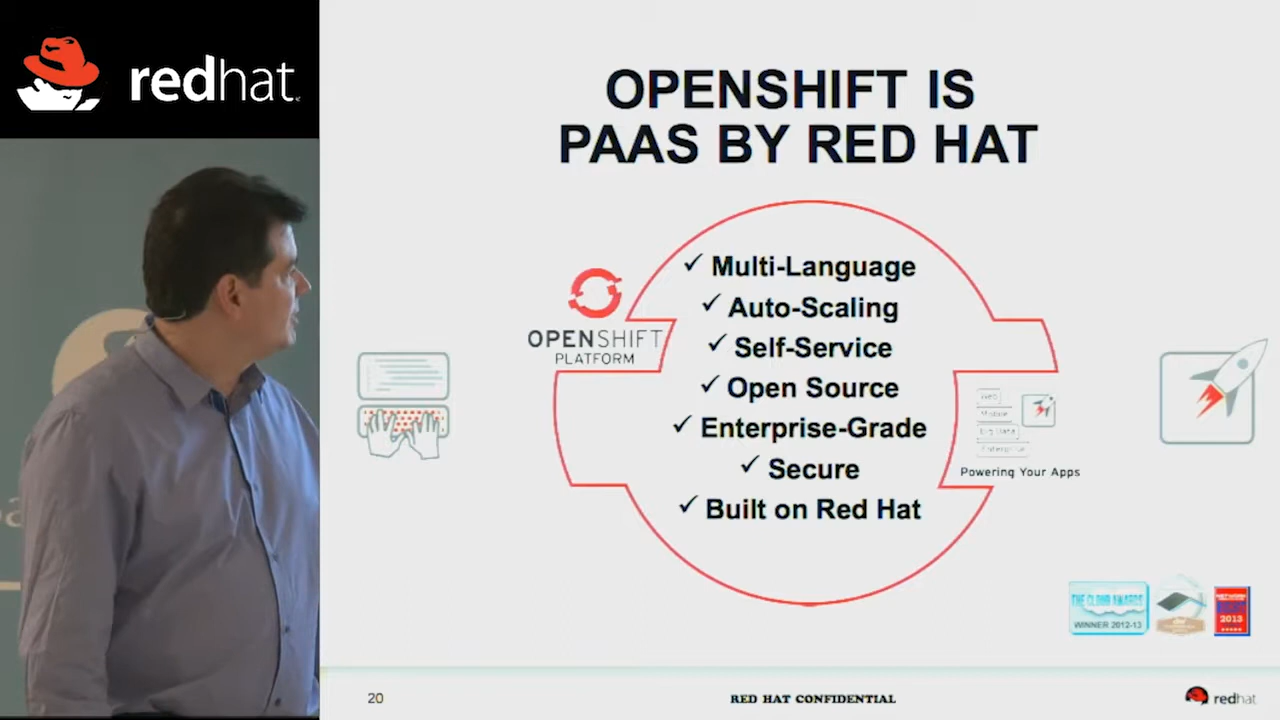 redhat.
OPENSHIFT IS
PAAS BY RED HAT
✓ Multi-Language
✓ Auto-Scaling
✓ Self-Service
✓ Open Source
✓ Enterprise-Grade
✓ Secure
✓ Built on Red Hat
OPENSHIFT
PLATFORM
Web
Mobile
Big Data
Enterprise
Powering Your Apps
THE CLOUD AWARDS
WINNER 2012-13
2013
20
RED HAT CONFIDENTIAL
redhat